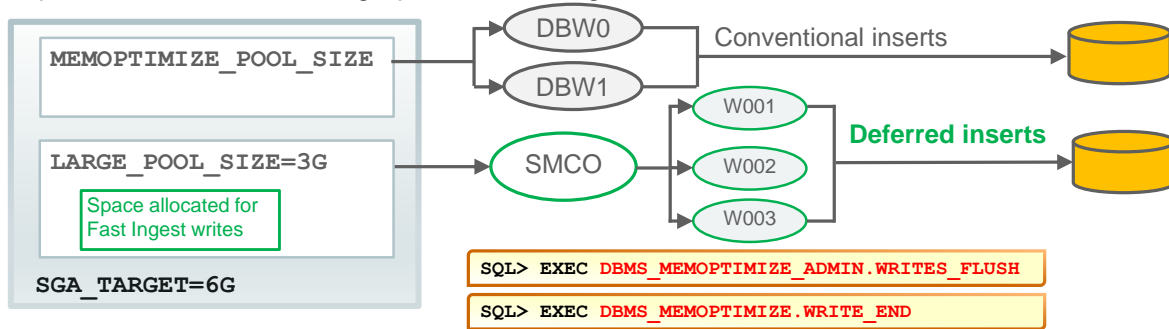 MEMOPTIMIZE_POOL_SIZE
DBW0
DBW1
Conventional inserts
LARGE_POOL_SIZE=3G
Space allocated for
Fast Ingest writes
SMCO
W001
W002
W003
Deferred inserts
SGA_TARGET=6G
SQL> EXEC DBMS_MEMOPTIMIZE_ADMIN.WRITES_FLUSH
SQL> EXEC DBMS_MEMOPTIMIZE.WRITE_END